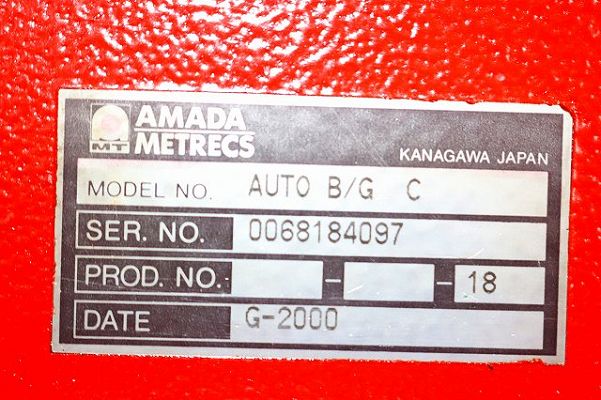 AMADA
MT METRECS
KANAGAWA JAPAN
MODEL NO. AUTO B/G C
SER. NO. 0068184097
PROD. NO. - - 18
DATE G-2000